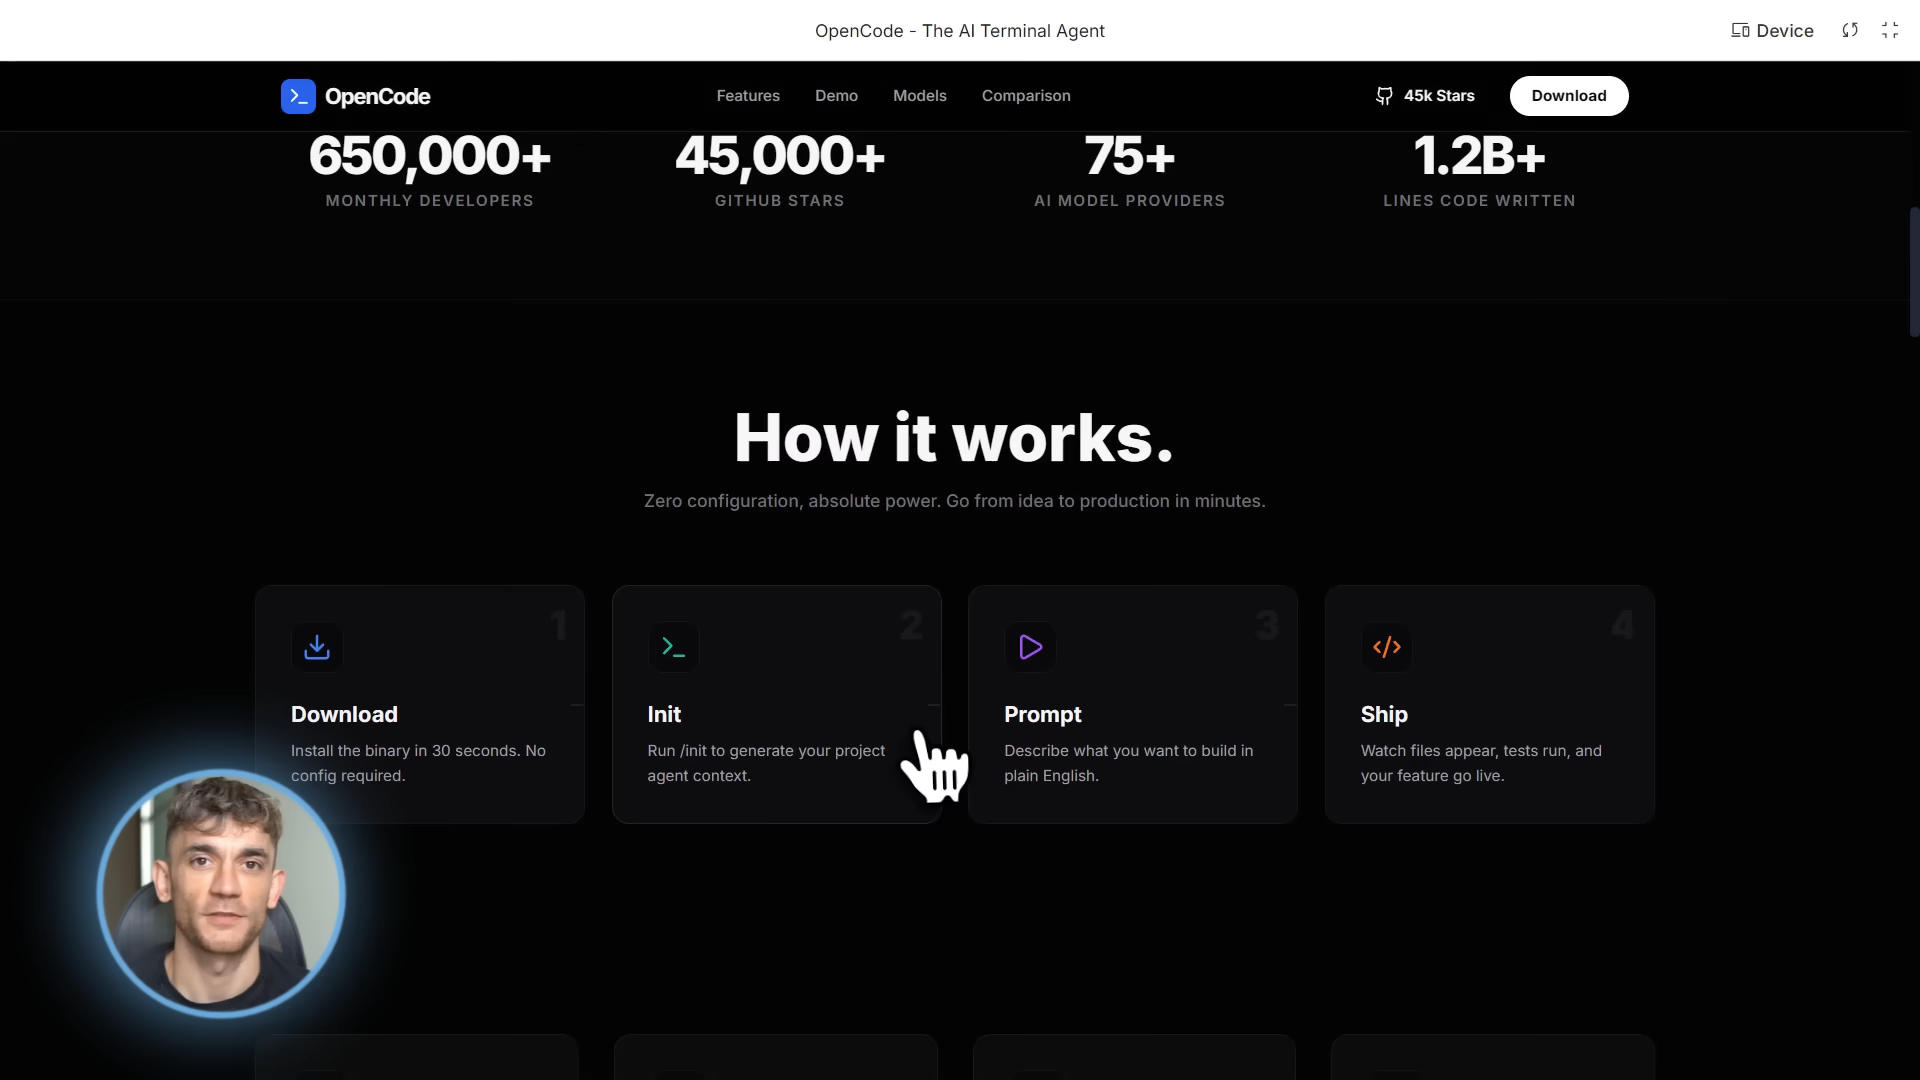 OpenCode - The AI Terminal Agent
Device
OpenCode
Features
Demo
Models
Comparison
45k Stars
Download
650,000+
MONTHLY DEVELOPERS
45,000+
GITHUB STARS
75+
AI MODEL PROVIDERS
1.2B+
LINES CODE WRITTEN
How it works.
Zero configuration, absolute power. Go from idea to production in minutes.
1
Download
Install the binary in 30 seconds. No
config required.
2
Init
Run /init to generate your project
agent context.
3
Prompt
Describe what you want to build in
plain English.
4
Ship
Watch files appear, tests run, and
your feature go live.